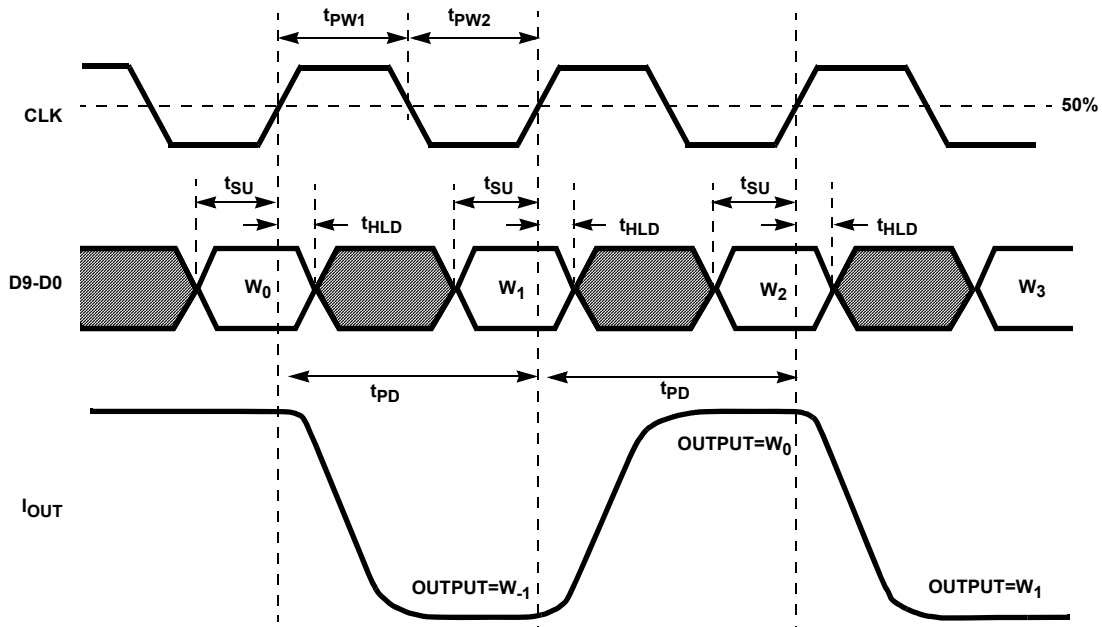 tPW1 tPW2
CLK
50%
tSU tSU tSU
tHLD tHLD tHLD
D9-D0
W0 W1 W2 W3
tPD tPD
OUTPUT=W0
IOUT
OUTPUT=W-1 OUTPUT=W1